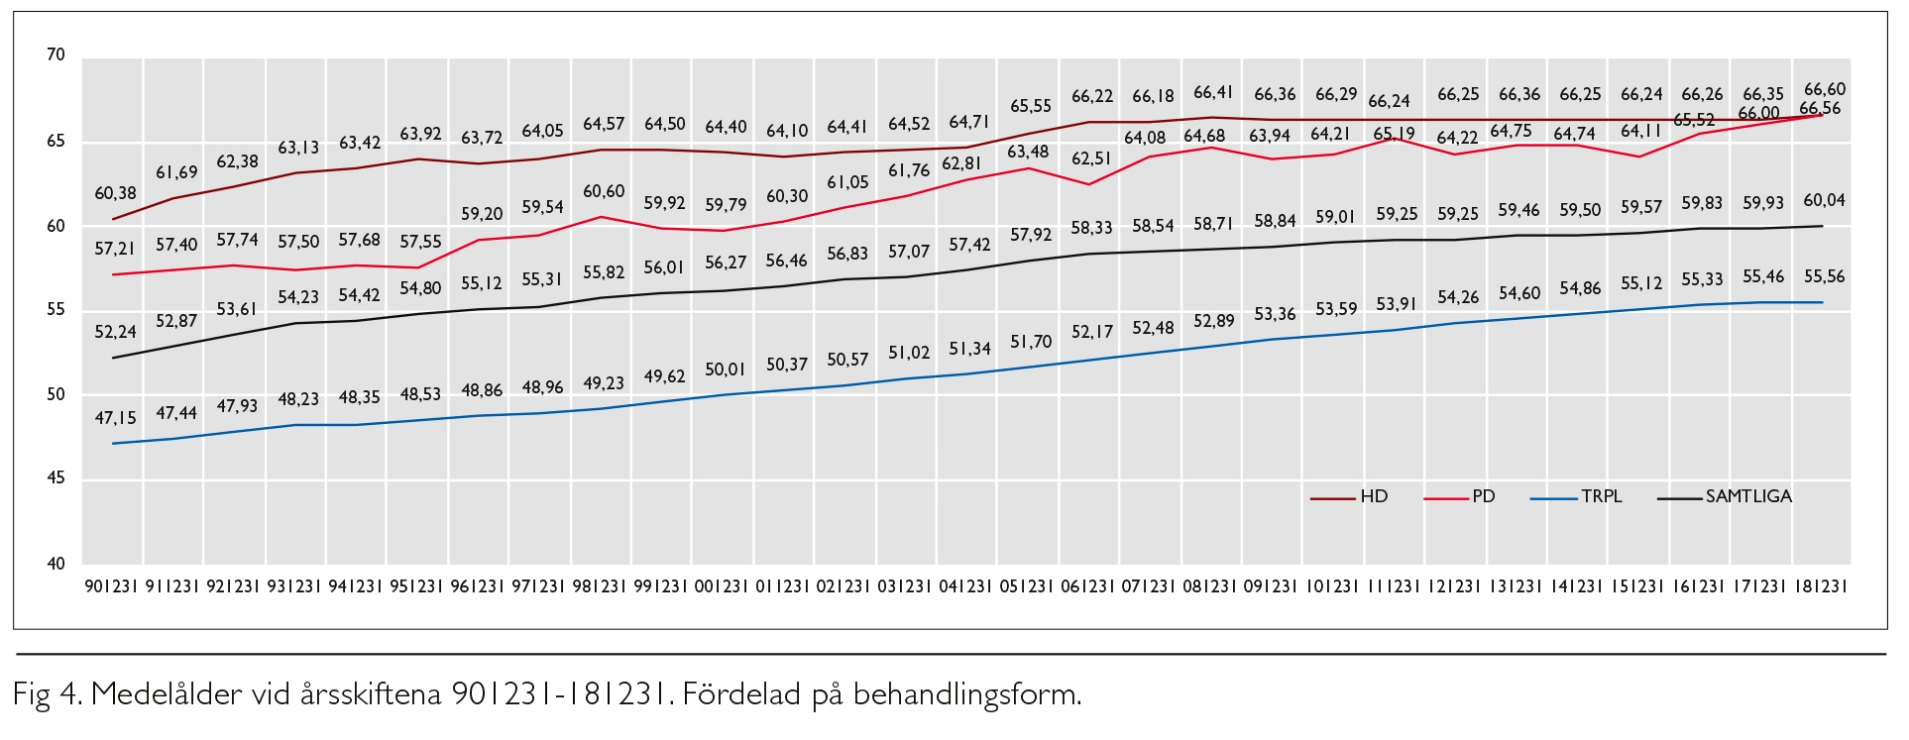 70
65
60
55
50
45
40
60,38 61,69 62,38 63,13 63,42 63,92 63,72 64,05 64,57 64,50 64,40 64,10 64,41 64,52 64,71 65,55 66,22 66,18 66,41 66,36 66,29 66,24 66,25 66,36 66,25 66,24 66,26 66,35 66,60
57,21 57,40 57,74 57,50 57,68 57,55 59,20 59,54 60,60 59,92 59,79 60,30 61,05 61,76 62,81 63,48 62,51 64,08 64,68 63,94 64,21 65,19 64,22 64,75 64,74 64,11 65,52 66,00 66,56
52,24 52,87 53,61 54,23 54,42 54,80 55,12 55,31 55,82 56,01 56,27 56,46 56,83 57,07 57,42 57,92 58,33 58,54 58,71 58,84 59,01 59,25 59,25 59,46 59,50 59,57 59,83 59,93 60,04
47,15 47,44 47,93 48,23 48,35 48,53 48,86 48,96 49,23 49,62 50,01 50,37 50,57 51,02 51,34 51,70 52,17 52,48 52,89 53,36 53,59 53,91 54,26 54,60 54,86 55,12 55,33 55,46 55,56
HD PD TRPL SAMTLIGA
901231 911231 921231 931231 941231 951231 961231 971231 981231 991231 001231 011231 021231 031231 041231 051231 061231 071231 081231 091231 101231 111231 121231 131231 141231 151231 161231 171231 181231
Fig 4. Medelålder vid årsskiftena 901231-181231. Fördelad på behandlingsform.